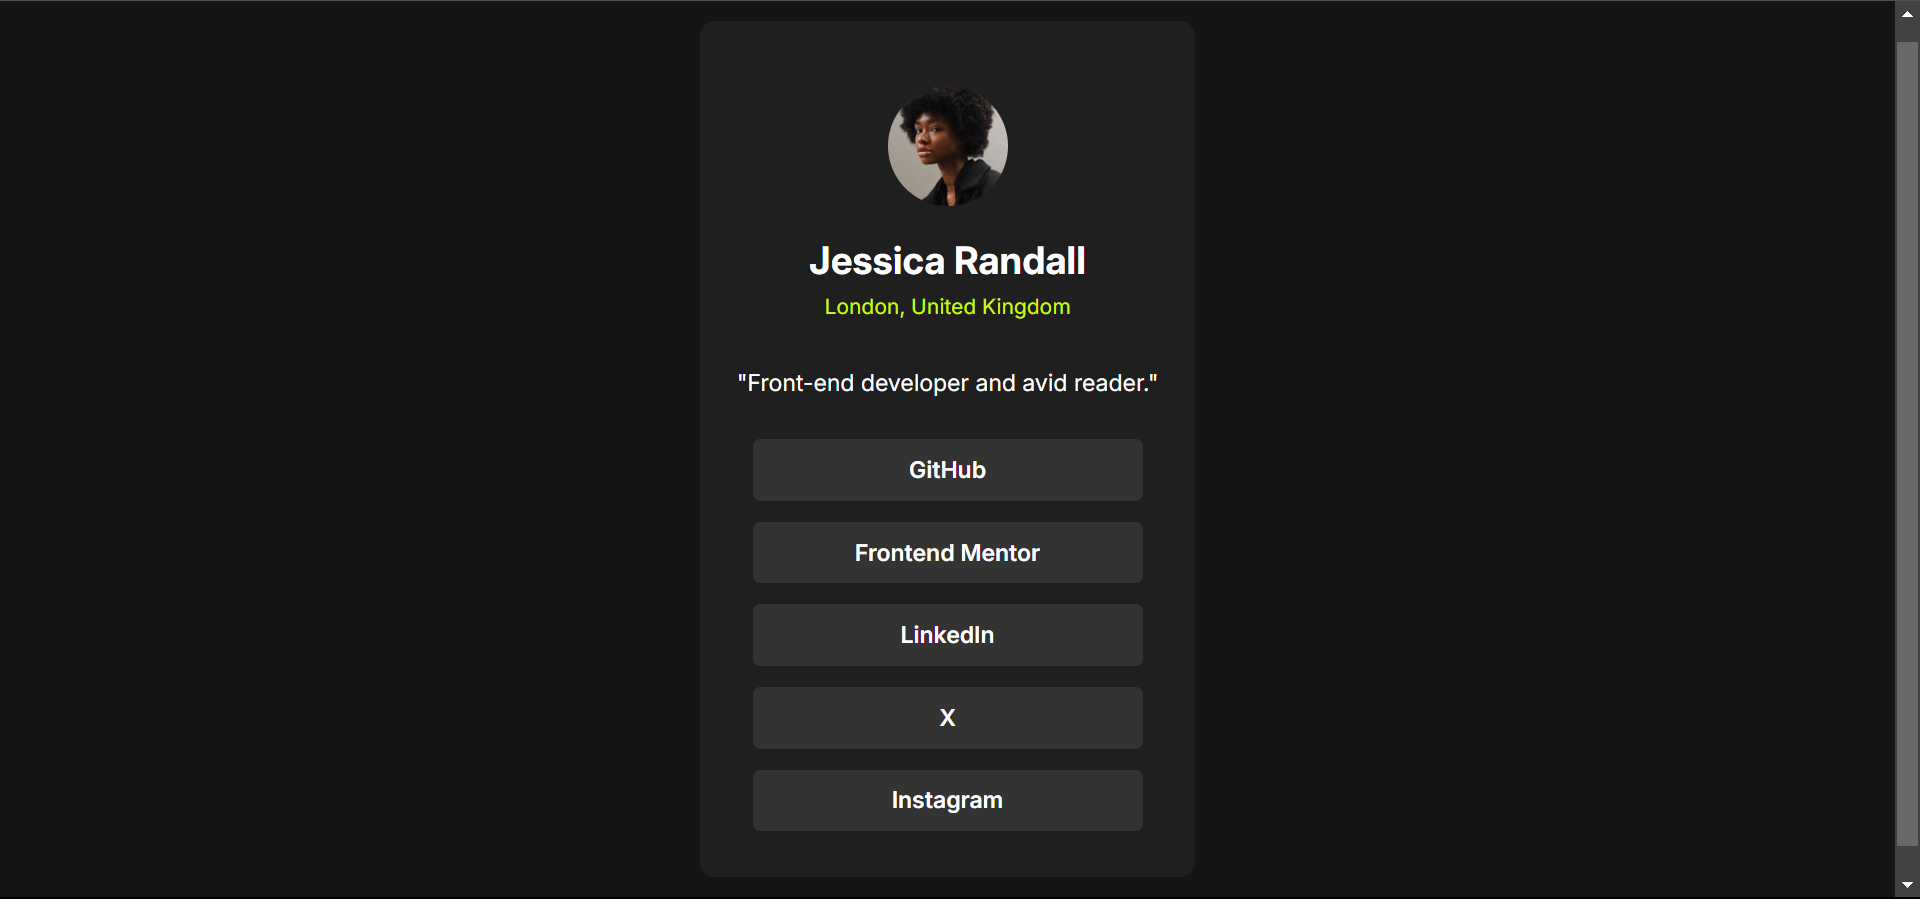 Jessica Randall
London, United Kingdom
"Front-end developer and avid reader."
GitHub
Frontend Mentor
LinkedIn
X
Instagram